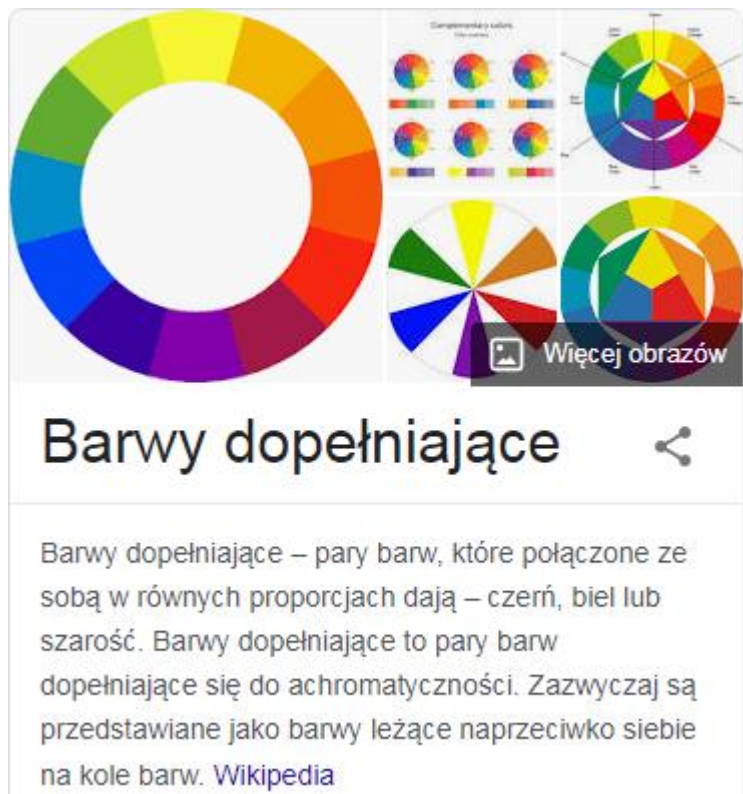 Complementary colors
Więcej obrazów
Barwy dopełniające
Barwy dopełniające – pary barw, które połączone ze
sobą w równych proporcjach dają – czerń, biel lub
szarość. Barwy dopełniające to pary barw
dopełniające się do achromatyczności. Zazwyczaj są
przedstawiane jako barwy leżące naprzeciwko siebie
na kole barw. Wikipedia